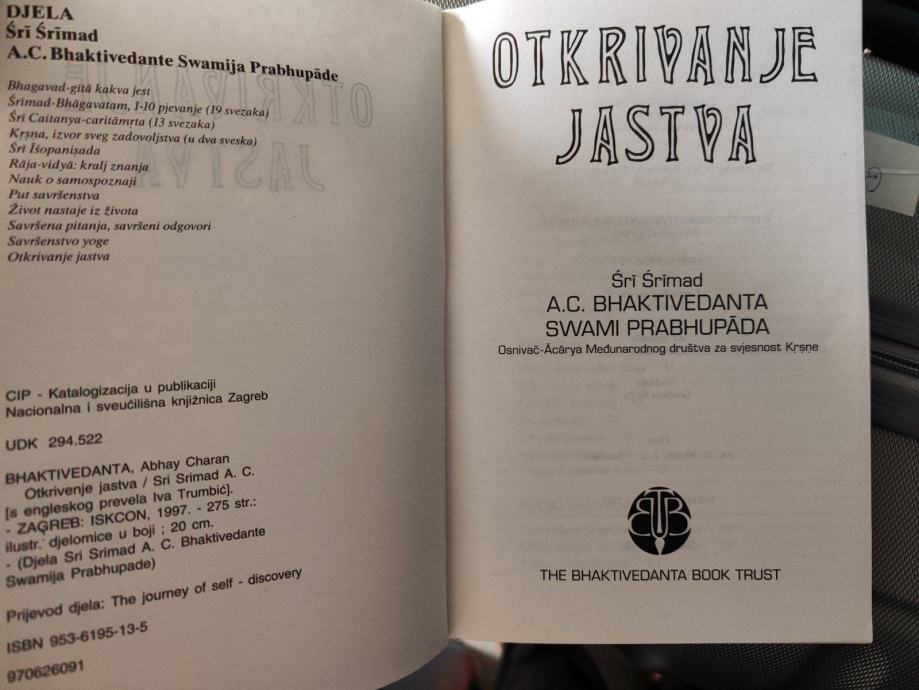 DJELA
Śrī Śrīmad
A.C. Bhaktivedante Swamija Prabhupāde
Bhagavad-gītā kakva jest
Śrīmad-Bhāgavatam, 1-10 pjevanje (19 svezaka)
Śrī Caitanya-caritāmṛta (13 svezaka)
Kṛṣṇa, izvor sveg zadovoljstva (u dva sveska)
Śrī Īśopaniṣada
Rāja-vidyā: kralj znanja
Nauk o samospoznaji
Put savršenstva
Život nastaje iz života
Savršena pitanja, savršeni odgovori
Savršenstvo yoge
Otkrivanje jastva
CIP - Katalogizacija u publikaciji
Nacionalna i sveučilišna knjižnica Zagreb
UDK 294.522
BHAKTIVEDANTA, Abhay Charan
Otkrivenje jastva / Sri Srimad A. C.
[s engleskog prevela Iva Trumbić].
- ZAGREB: ISKCON, 1997. - 275 str.:
ilustr. djelomice u boji ; 20 cm.
- (Djela Sri Srimad A. C. Bhaktivedante
Swamija Prabhupade)
Prijevod djela: The journey of self - discovery
ISBN 953-6195-13-5
970626091
OTKRIVANJE
JASTVA
Śrī Śrīmad
A.C. BHAKTIVEDANTA
SWAMI PRABHUPĀDA
Osnivač-Ācārya Međunarodnog društva za svjesnost Kṛṣṇe
BTB
THE BHAKTIVEDANTA BOOK TRUST